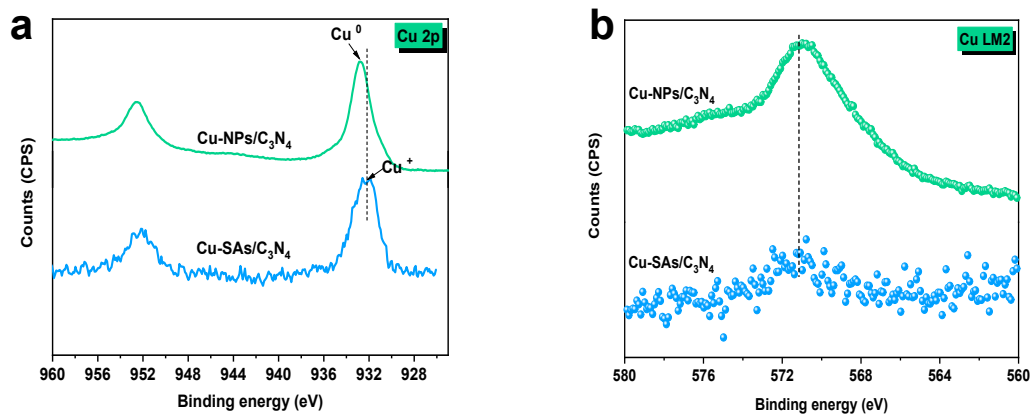 a
Cu 2p
Cu 0
Cu-NPs/C3N4
Cu +
Cu-SAs/C3N4
Counts (CPS)
960 956 952 948 944 940 936 932 928
Binding energy (eV)
b
Cu LM2
Cu-NPs/C3N4
Cu-SAs/C3N4
Counts (CPS)
580 576 572 568 564 560
Binding energy (eV)